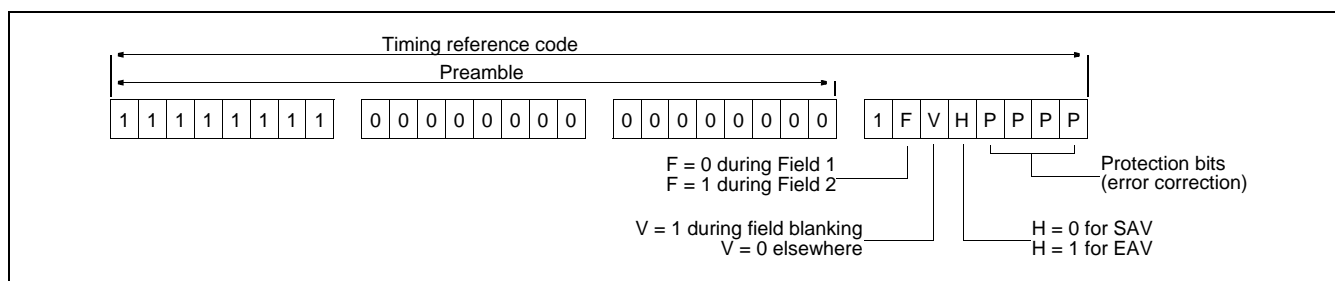 Timing reference code
Preamble
1 1 1 1 1 1 1 1 0 0 0 0 0 0 0 0 0 0 0 0 0 0 0 0 1 F V H P P P P
F = 0 during Field 1
F = 1 during Field 2
Protection bits
(error correction)
V = 1 during field blanking
V = 0 elsewhere
H = 0 for SAV
H = 1 for EAV